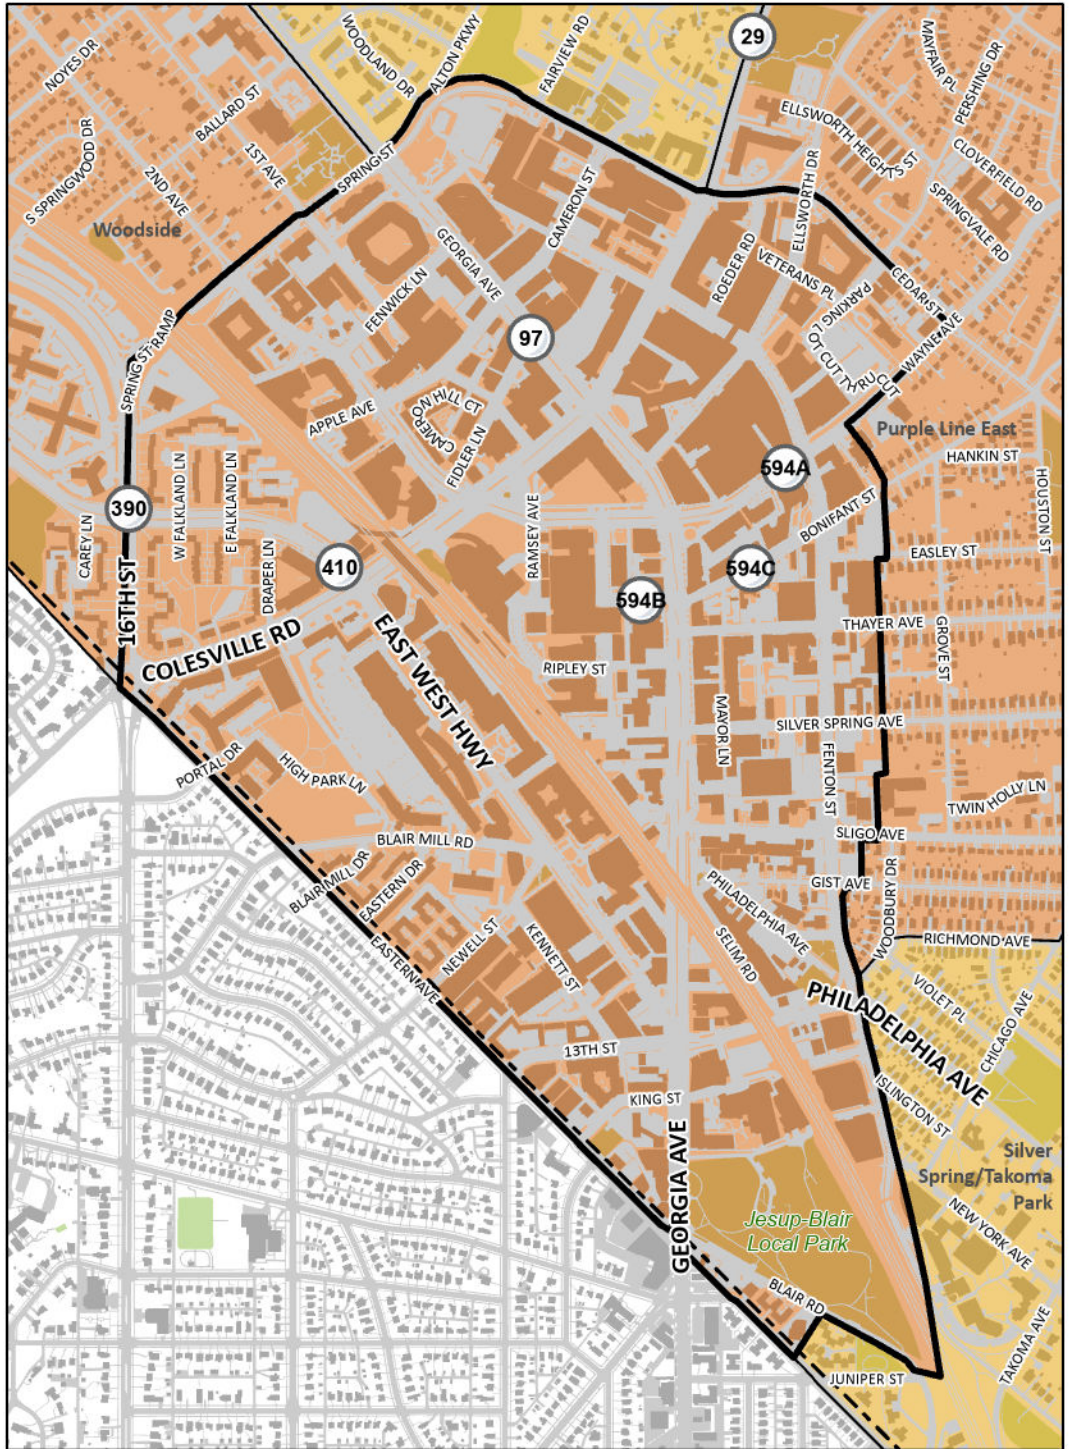 NOYES DR
WOODLAND DR
ALTON PKWY
FAIRVIEW RD
29
MAYFAIR PL
PERSHING DR
BALLARD ST
S SPRINGWOOD DR
1ST AVE
2ND AVE
SPRING ST
ELLSWORTH HEIGHTS ST
CLOVERFIELD RD
ELLSWORTH DR
SPRINGVALE RD
Woodside
CAMERON ST
GEORGIA AVE
ROEDER RD
VETERANS PL
FENWICK LN
CEDAR ST
PARKING LOT CUT THRU CUT
WAYNE AVE
SPRING ST RAMP
97
APPLE AVE
CAMERON HILL CT
FIDLER LN
Purple Line East
HANKIN ST
594A
390
W FALKLAND LN
E FALKLAND LN
CAREY LN
RAMSEY AVE
BONIFANT ST
HOUSTON ST
EASLEY ST
410
DRAPER LN
594C
594B
16TH ST
COLESVILLE RD
EAST WEST HWY
THAYER AVE
GROVE ST
RIPLEY ST
MAYOR LN
SILVER SPRING AVE
PORTAL DR
HIGH PARK LN
FENTON ST
TWIN HOLLY LN
BLAIR MILL RD
SLIGO AVE
BLAIR MILL DR
EASTERN DR
GIST AVE
WOODBURY DR
PHILADELPHIA AVE
NEWELL ST
KENNETT ST
SELIM RD
RICHMOND AVE
EASTERN AVE
VIOLET PL
PHILADELPHIA AVE
CHICAGO AVE
13TH ST
ISLINGTON ST
KING ST
GEORGIA AVE
Silver
Spring/Takoma
Park
Jesup-Blair
Local Park
NEW YORK AVE
BLAIR RD
TAKOMA AVE
JUNIPER ST